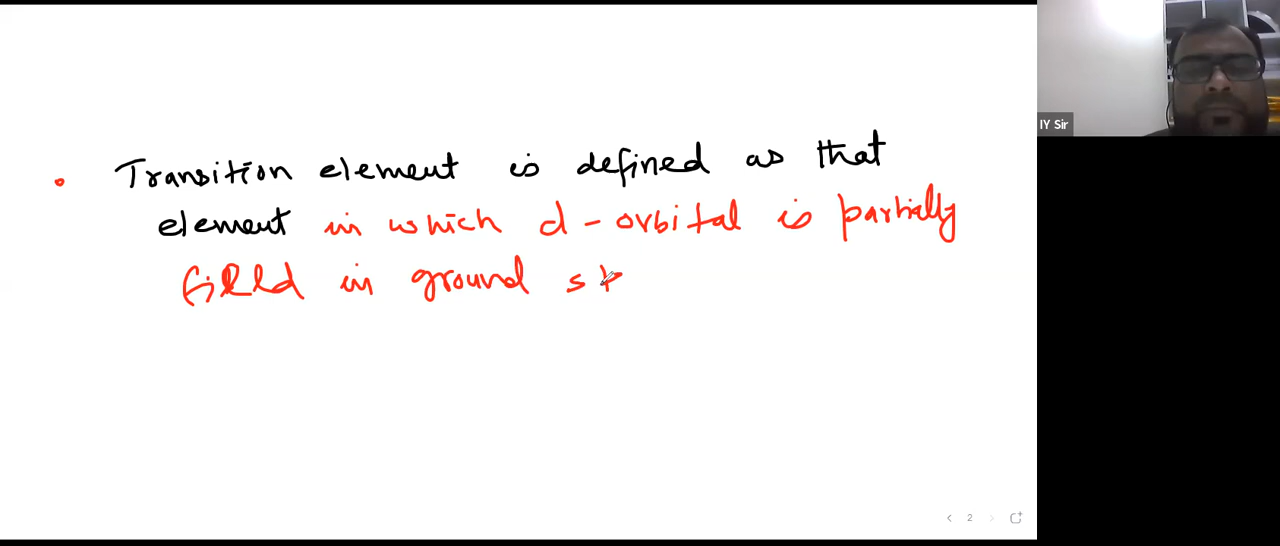 Transition element is defined as that
element in which d-orbital is partially
filled in ground st
IY Sir
2